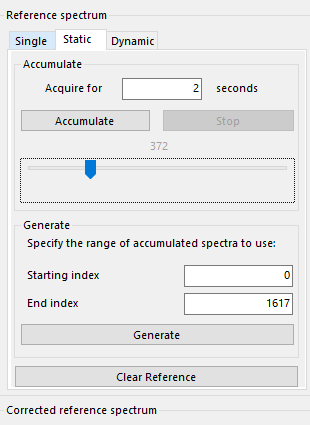 Reference spectrum
Single Static Dynamic
Accumulate
Acquire for 2 seconds
Accumulate Stop
372
Generate
Specify the range of accumulated spectra to use:
Starting index 0
End index 1617
Generate
Clear Reference
Corrected reference spectrum